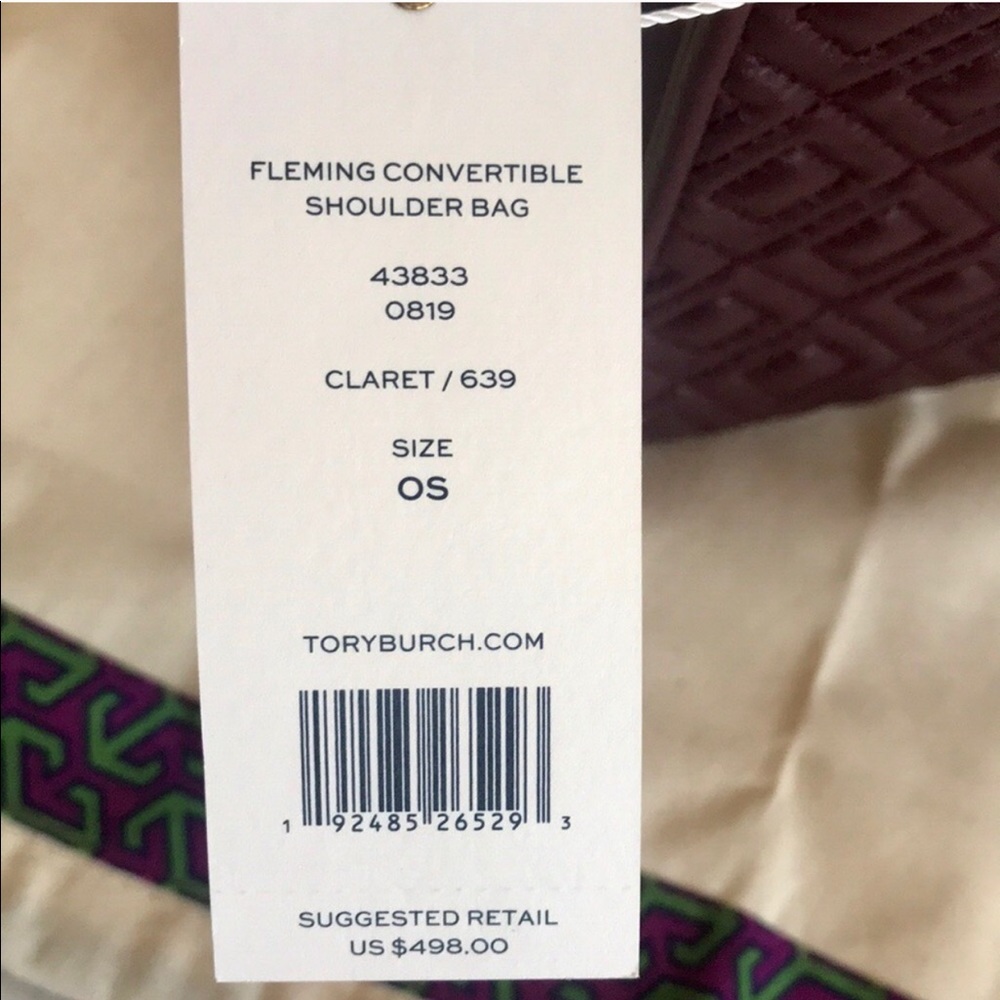 FLEMING CONVERTIBLE
SHOULDER BAG
43833
0819
CLARET / 639
SIZE
OS
TORYBURCH.COM
1 92485 26529 3
SUGGESTED RETAIL
US $498.00